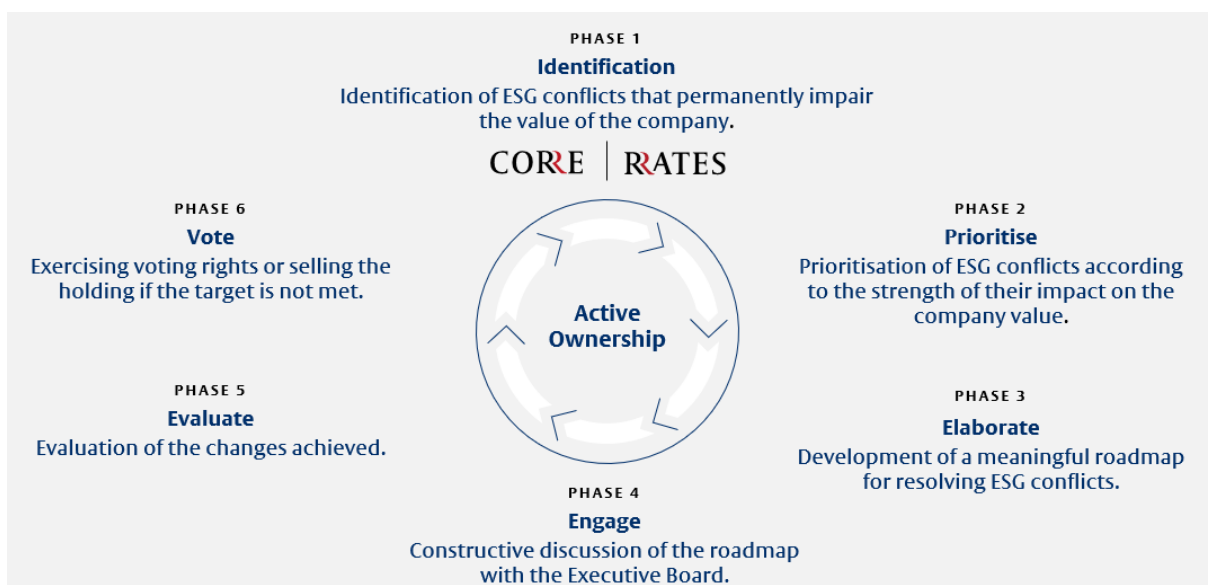 PHASE 1
Identification
Identification of ESG conflicts that permanently impair
the value of the company.
CORRE | RRATES
PHASE 6
Vote
Exercising voting rights or selling the
holding if the target is not met.
PHASE 2
Prioritise
Prioritisation of ESG conflicts according
to the strength of their impact on the
company value.
Active
Ownership
PHASE 5
Evaluate
Evaluation of the changes achieved.
PHASE 3
Elaborate
Development of a meaningful roadmap
for resolving ESG conflicts.
PHASE 4
Engage
Constructive discussion of the roadmap
with the Executive Board.